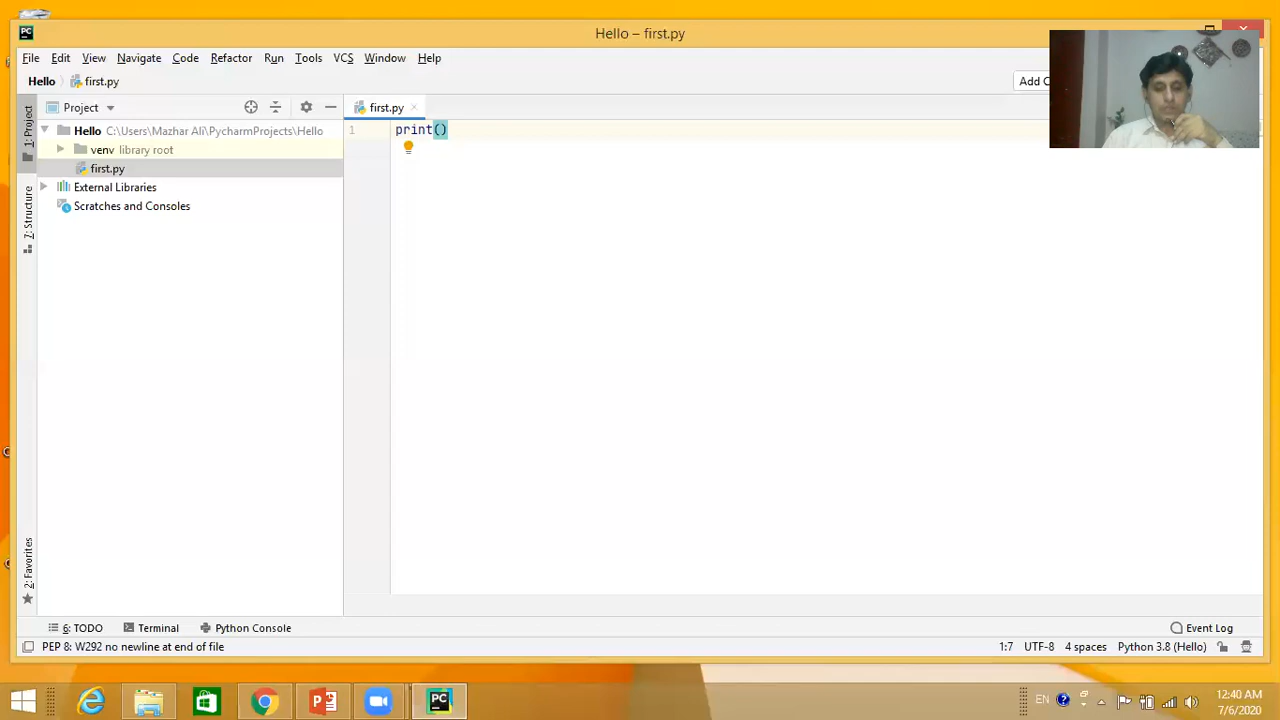 PC
Hello – first.py
File Edit View Navigate Code Refactor Run Tools VCS Window Help
Hello first.py
Add C
1: Project
Project
first.py
Hello C:\Users\Mazhar Ali\PycharmProjects\Hello
1 print()
venv library root
first.py
External Libraries
7: Structure
Scratches and Consoles
2: Favorites
6: TODO Terminal Python Console Event Log
PEP 8: W292 no newline at end of file 1:7 UTF-8 4 spaces Python 3.8 (Hello)
PC
EN
12:40 AM
7/6/2020